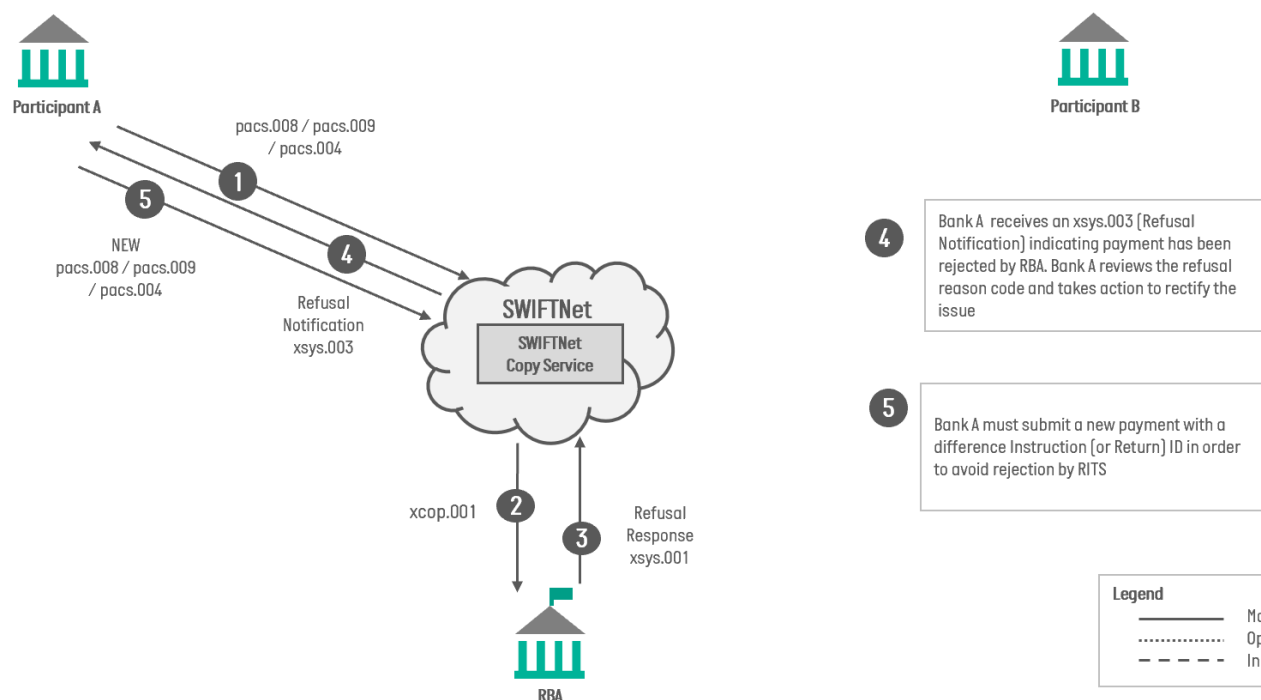 Participant A
Participant B
pacs.008 / pacs.009
/ pacs.004
1
5
4
NEW
pacs.008 / pacs.009
/ pacs.004
Refusal
Notification
xsys.003
SWIFTNet
SWIFTNet
Copy Service
4
Bank A receives an xsys.003 (Refusal
Notification) indicating payment has been
rejected by RBA. Bank A reviews the refusal
reason code and takes action to rectify the
issue
5
Bank A must submit a new payment with a
difference Instruction (or Return) ID in order
to avoid rejection by RITS
xcop.001
2
3
Refusal
Response
xsys.001
RBA
Legend